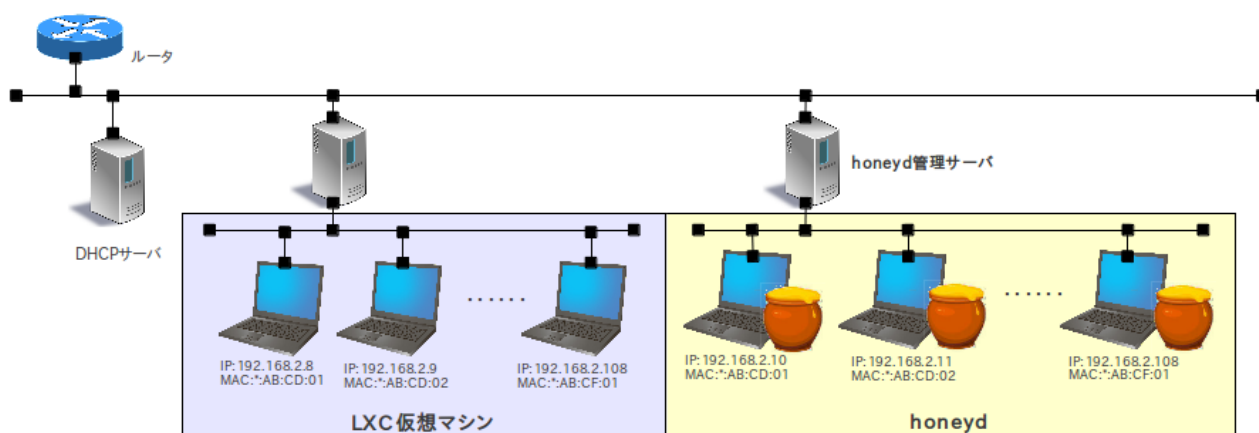 ルータ
honeyd管理サーバ
DHCPサーバ
‥‥‥
‥‥‥
IP:192.168.2.8
MAC:*:AB:CD:01
IP:192.168.2.9
MAC:*:AB:CD:02
IP:192.168.2.108
MAC:*:AB:CF:01
IP:192.168.2.10
MAC:*:AB:CD:01
IP:192.168.2.11
MAC:*:AB:CD:02
IP:192.168.2.108
MAC:*:AB:CF:01
LXC仮想マシン
honeyd